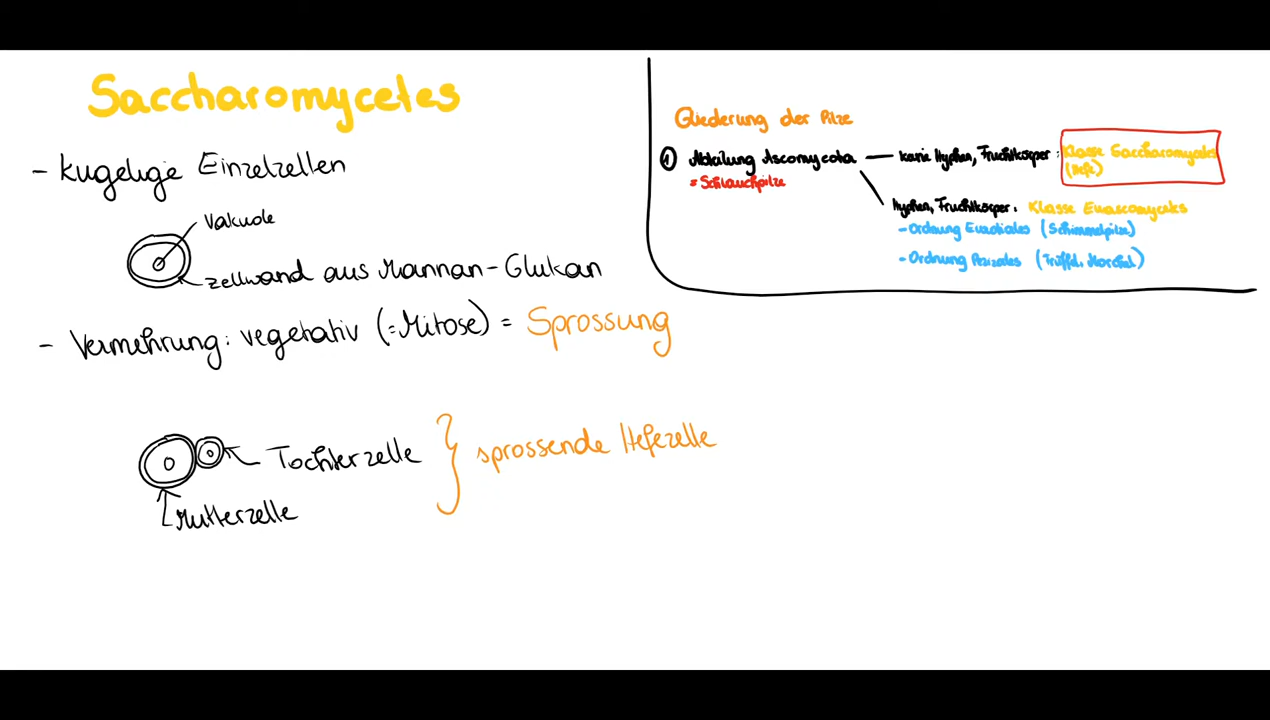 Saccharomycetes
- Kugelige Einzelzellen
Vakuole
Zellwand aus Mannan-Glukan
- Vermehrung: vegetativ (=Mitose) = Sprossung
Tochterzelle
sprossende Hefezelle
Mutterzelle
Gliederung der Pilze
1 Abteilung Ascomycota — keine Hyphen, Fruchtkörper: Klasse Saccharomycetes
= Schlauchpilze
(Hefe)
Hyphen, Fruchtkörper: Klasse Euascomycetes
- Ordnung Eurotiales (Schimmelpilze)
- Ordnung Pezizales (Trüffel, Morchel)